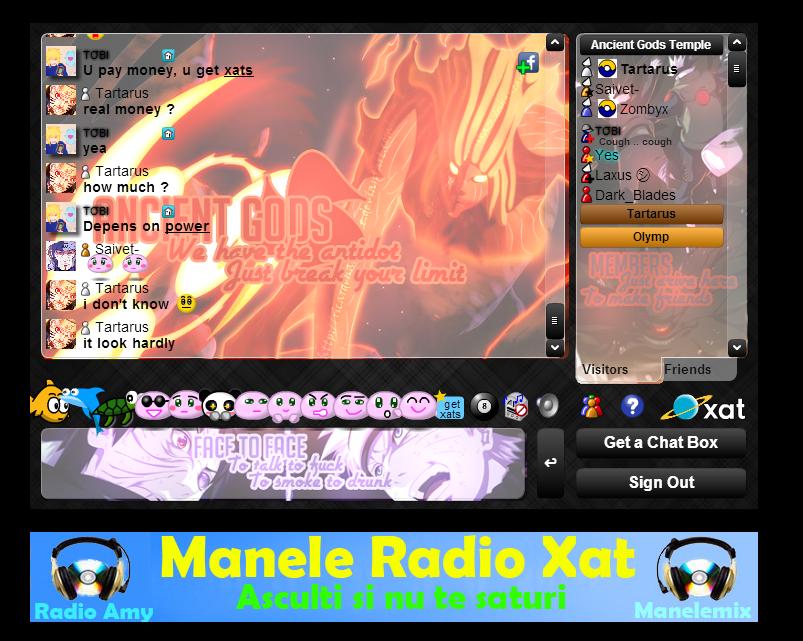 TOBI
U pay money, u get xats
Tartarus
real money ?
TOBI
yea
Tartarus
how much ?
TOBI
Depens on power
Saivet-
Tartarus
i don't know
Tartarus
it look hardly
ANCIENT GODS
We have the antidot
Just break your limit
Ancient Gods Temple
Tartarus
Saivet-
Zombyx
TOBI
Cough .. cough
Yes
Laxus
Dark_Blades
Tartarus
Olymp
MEMBERS
Just arive here
To make friends
Visitors
Friends
get
xats
8
?
xat
FACE TO FACE
To talk to fuck
To smoke to drunk
Get a Chat Box
Sign Out
Manele Radio Xat
Asculti si nu te saturi
Radio Amy
Manelemix